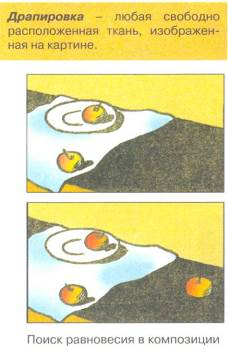 Драпировка – любая свободно
расположенная ткань, изображен-
ная на картине.
Поиск равновесия в композиции